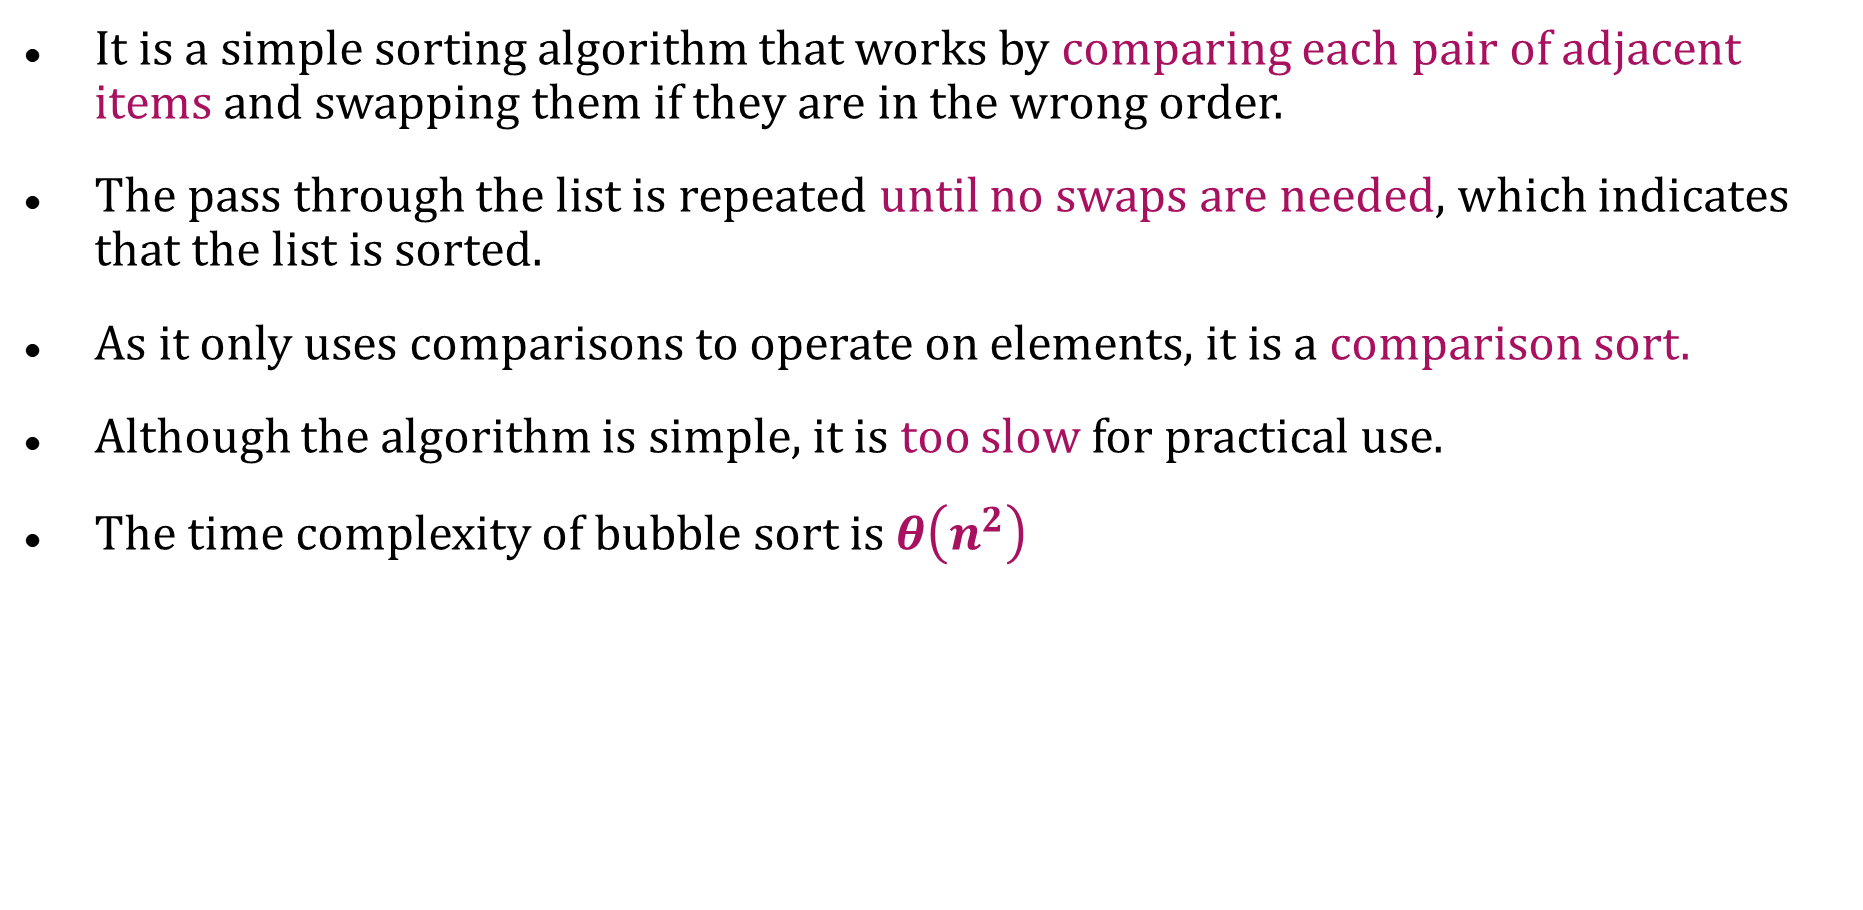 • It is a simple sorting algorithm that works by comparing each pair of adjacent
items and swapping them if they are in the wrong order.
• The pass through the list is repeated until no swaps are needed, which indicates
that the list is sorted.
• As it only uses comparisons to operate on elements, it is a comparison sort.
• Although the algorithm is simple, it is too slow for practical use.
• The time complexity of bubble sort is θ(n²)